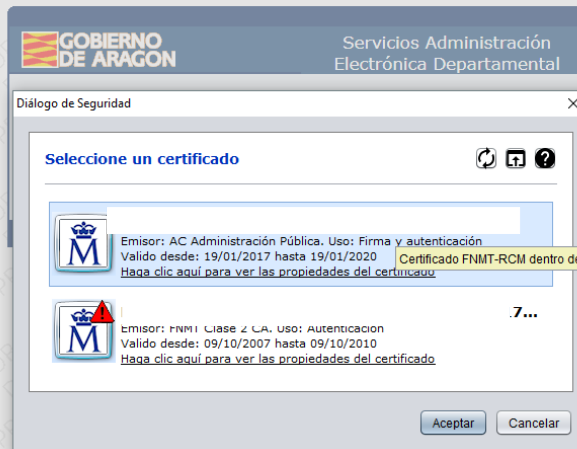 GOBIERNO
DE ARAGON
Servicios Administración
Electrónica Departamental
Diálogo de Seguridad
Seleccione un certificado
Emisor: AC Administración Pública. Uso: Firma y autenticación
Valido desde: 19/01/2017 hasta 19/01/2020
Certificado FNMT-RCM dentro de
Haga clic aquí para ver las propiedades del certificado
.7...
Emisor: FNMT Clase 2 CA. Uso: Autenticación
Valido desde: 09/10/2007 hasta 09/10/2010
Haga clic aquí para ver las propiedades del certificado
Aceptar
Cancelar